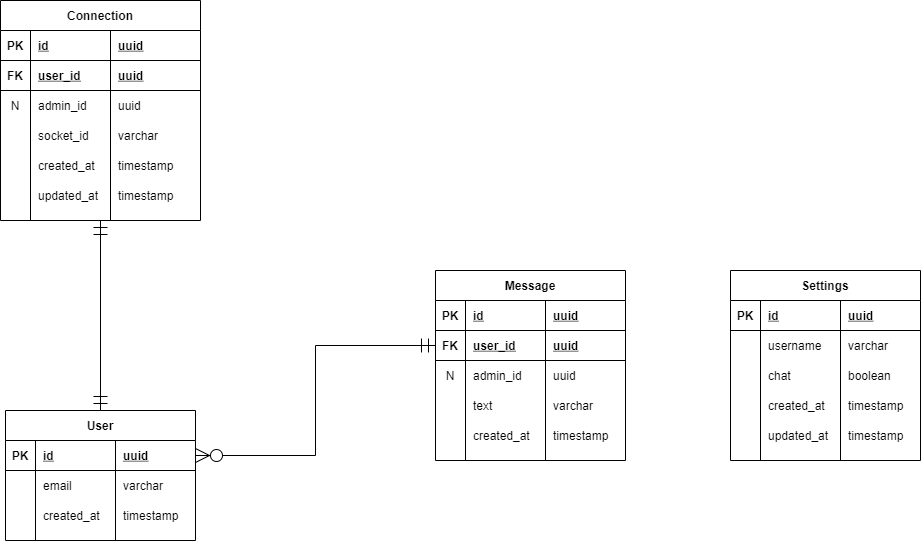 Connection
PK id uuid
FK user_id uuid
N admin_id uuid
socket_id varchar
created_at timestamp
updated_at timestamp
User
PK id uuid
email varchar
created_at timestamp
Message
PK id uuid
FK user_id uuid
N admin_id uuid
text varchar
created_at timestamp
Settings
PK id uuid
username varchar
chat boolean
created_at timestamp
updated_at timestamp